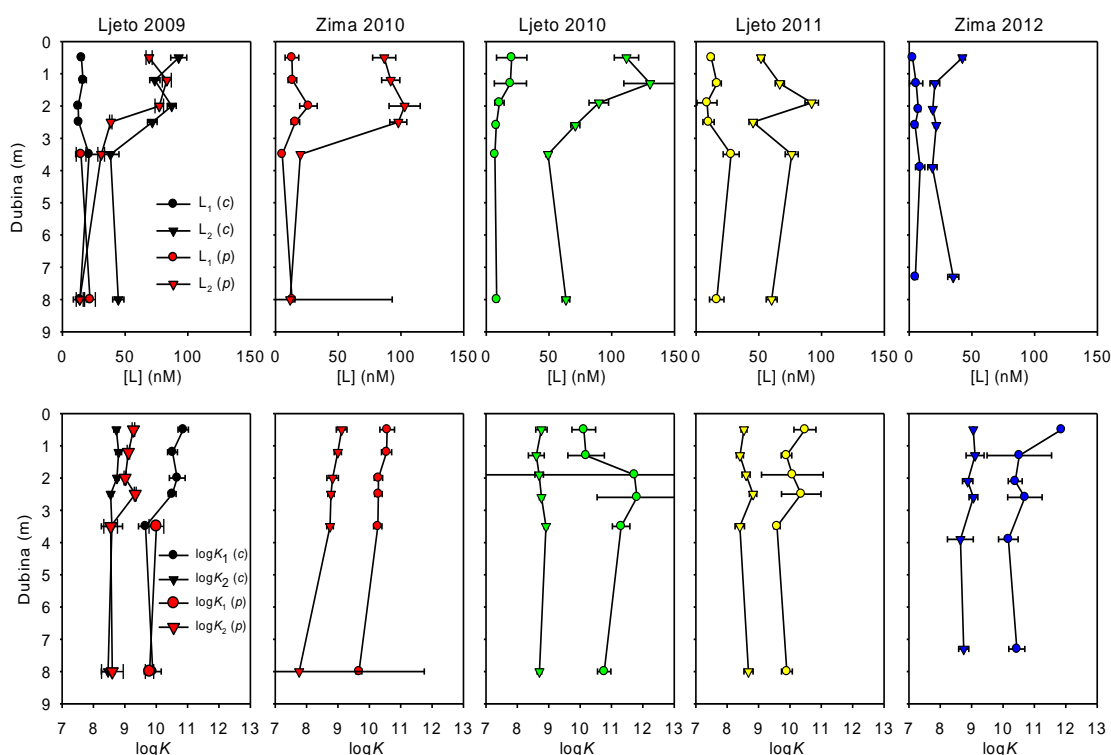 Ljeto 2009 Zima 2010 Ljeto 2010 Ljeto 2011 Zima 2012
Dubina (m)
0
1
2
3
4
5
6
7
8
9
L₁ (c)
L₂ (c)
L₁ (p)
L₂ (p)
0 50 100 150 0 50 100 150 0 50 100 150 0 50 100 150 0 50 100 150
[L] (nM) [L] (nM) [L] (nM) [L] (nM) [L] (nM)
Dubina (m)
0
1
2
3
4
5
6
7
8
9
logK₁ (c)
logK₂ (c)
logK₁ (p)
logK₂ (p)
7 8 9 10 11 12 13 7 8 9 10 11 12 13 7 8 9 10 11 12 13 7 8 9 10 11 12 13 7 8 9 10 11 12 13
logK logK logK logK logK